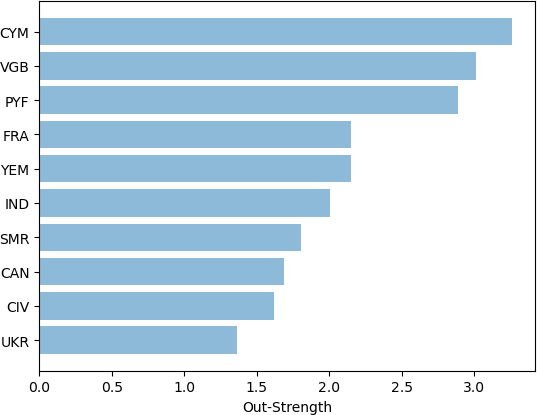 CYM
VGB
PYF
FRA
YEM
IND
SMR
CAN
CIV
UKR
0.0 0.5 1.0 1.5 2.0 2.5 3.0
Out-Strength